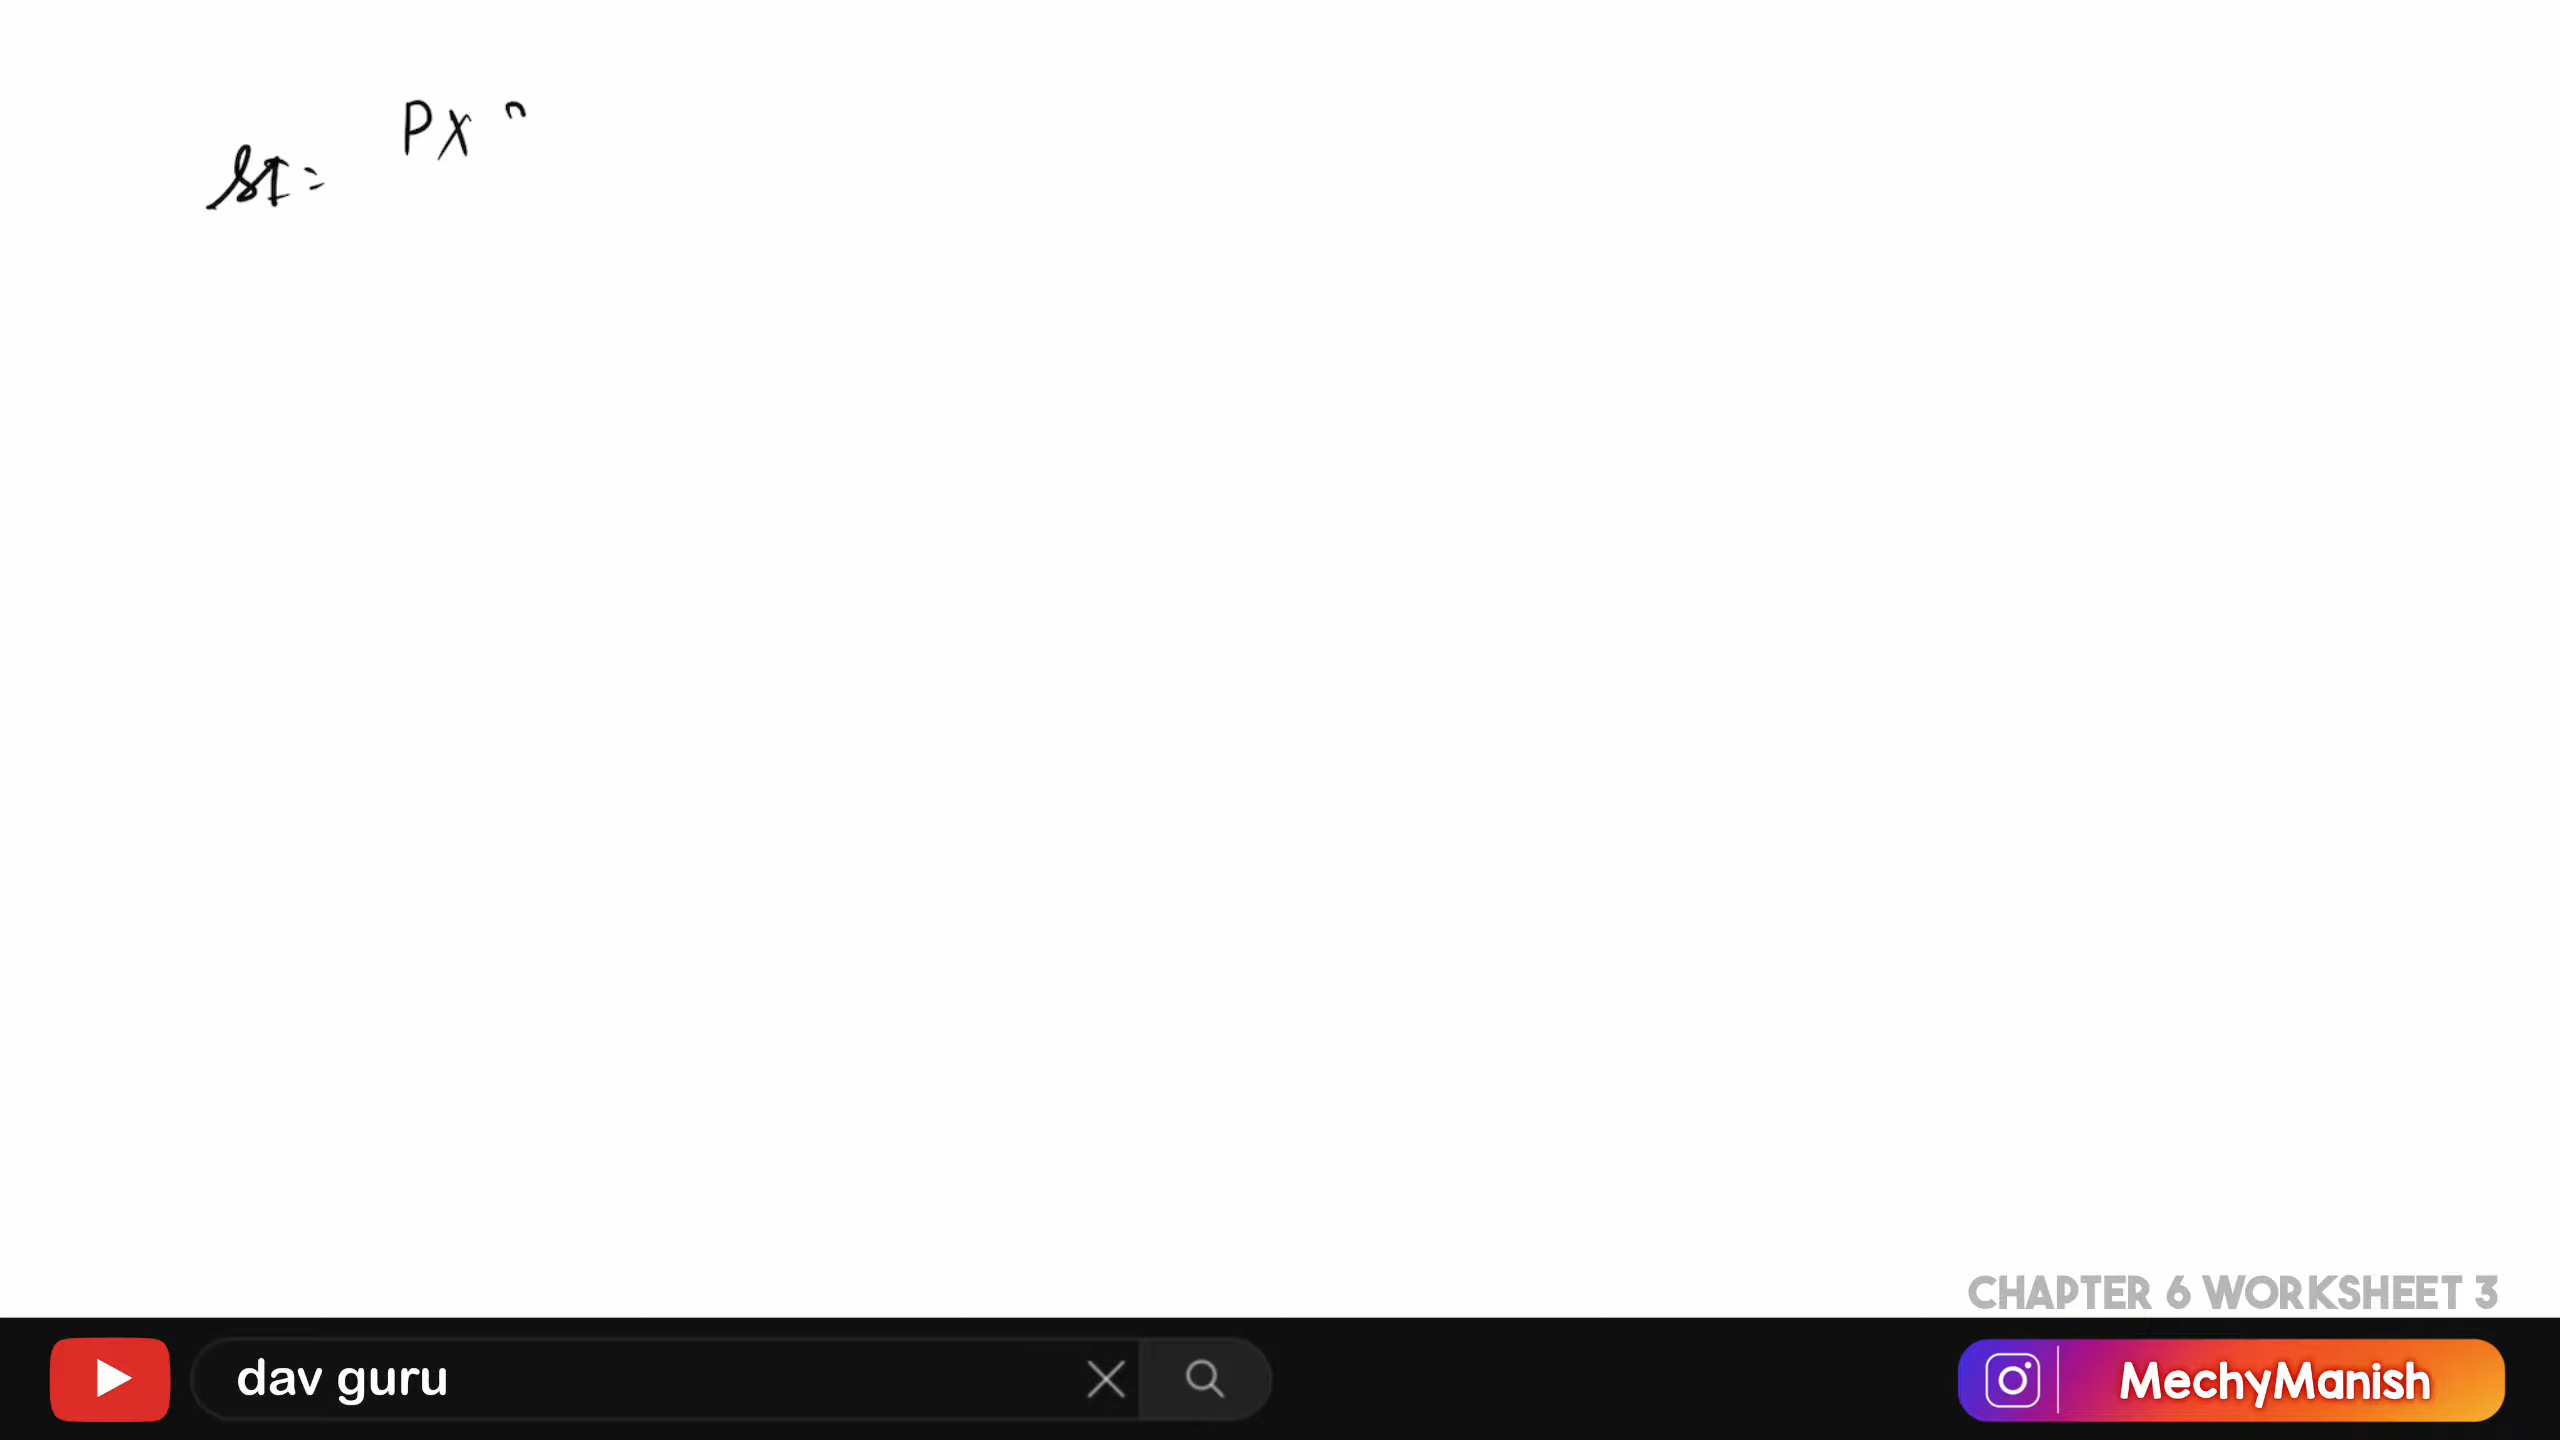 SI = P×
CHAPTER 6 WORKSHEET 3
dav guru
MechyManish